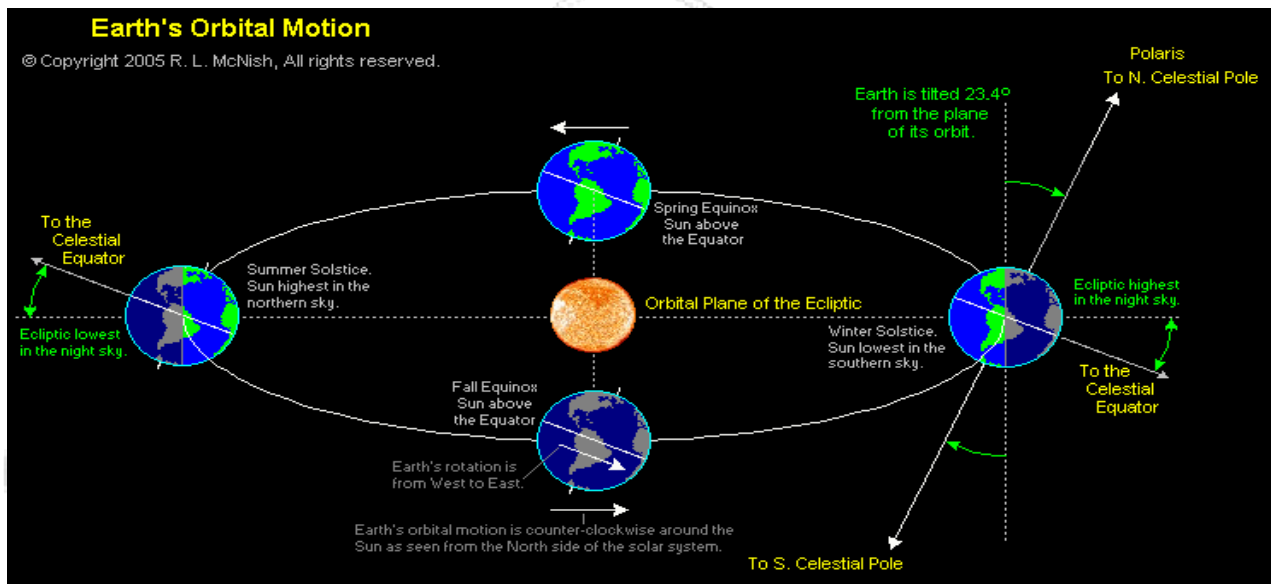 Earth's Orbital Motion
© Copyright 2005 R. L. McNish, All rights reserved.
Polaris
To N. Celestial Pole
Earth is tilted 23.4º
from the plane
of its orbit.
Spring Equinox
Sun above
the Equator
To the
Celestial
Equator
Summer Solstice.
Sun highest in the
northern sky.
Ecliptic lowest
in the night sky.
Orbital Plane of the Ecliptic
Ecliptic highest
in the night sky.
Winter Solstice.
Sun lowest in the
southern sky.
To the
Celestial
Equator
Fall Equinox
Sun above
the Equator
Earth's rotation is
from West to East.
Earth's orbital motion is counter-clockwise around the
Sun as seen from the North side of the solar system.
To S. Celestial Pole